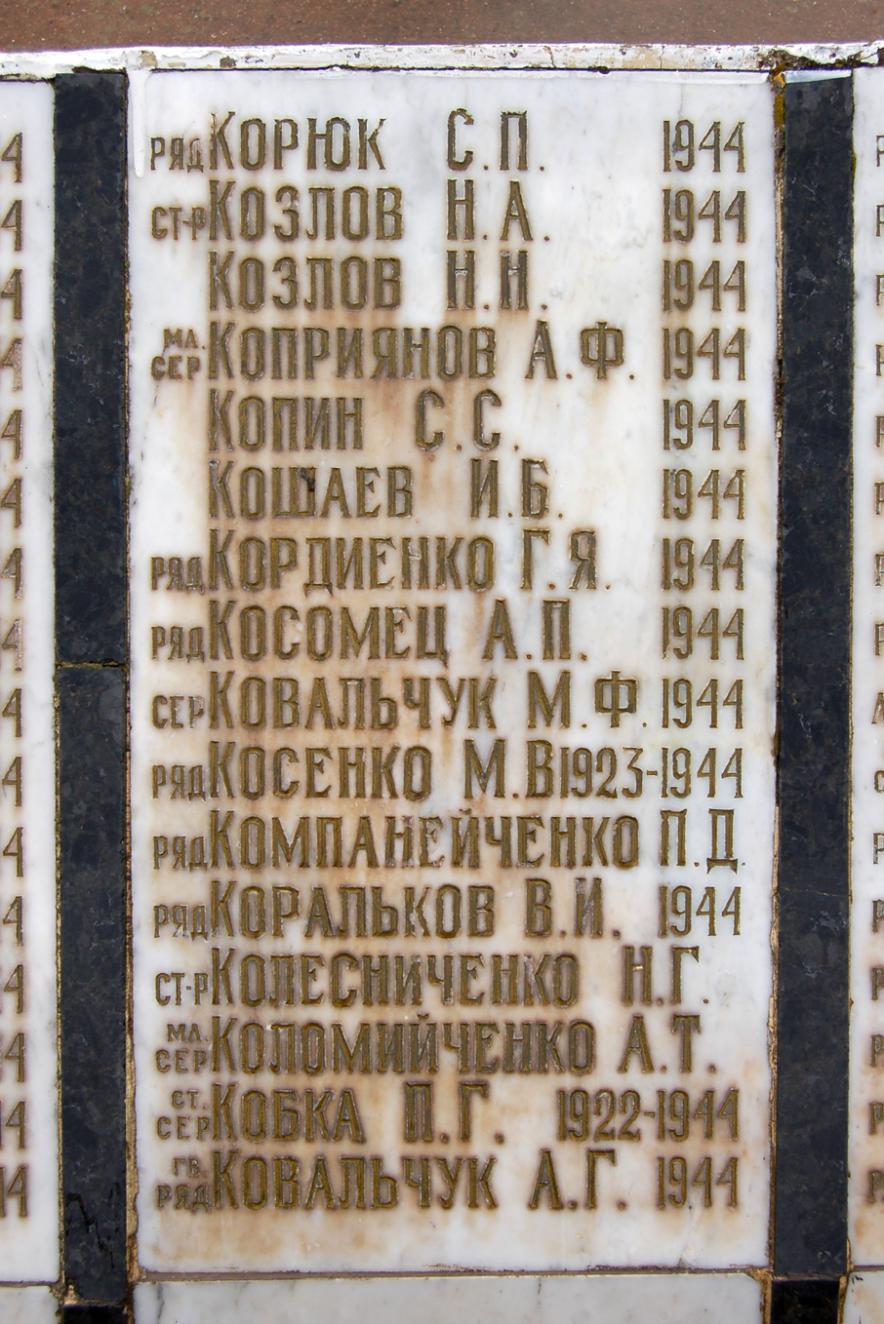 РЯД КОРЮК С.П. 1944
СТ-Р КОЗЛОВ Н.А. 1944
КОЗЛОВ Н.Н. 1944
МЛ. СЕР КОПРИЯНОВ А.Ф. 1944
КОПИН С.С. 1944
КОШАЕВ И.Б. 1944
РЯД КОРДИЕНКО Г.Я. 1944
РЯД КОСОМЕЦ А.П. 1944
СЕР КОВАЛЬЧУК М.Ф. 1944
РЯД КОСЕНКО М.В 1923-1944
РЯД КОМПАНЕЙЧЕНКО П.Д.
РЯД КОРАЛЬКОВ В.И. 1944
СТ-Р КОЛЕСНИЧЕНКО Н.Г.
МЛ. СЕР КОЛОМИЙЧЕНКО А.Т.
СТ. СЕР КОБКА П.Г. 1922-1944
ГВ. РЯД КОВАЛЬЧУК А.Г. 1944